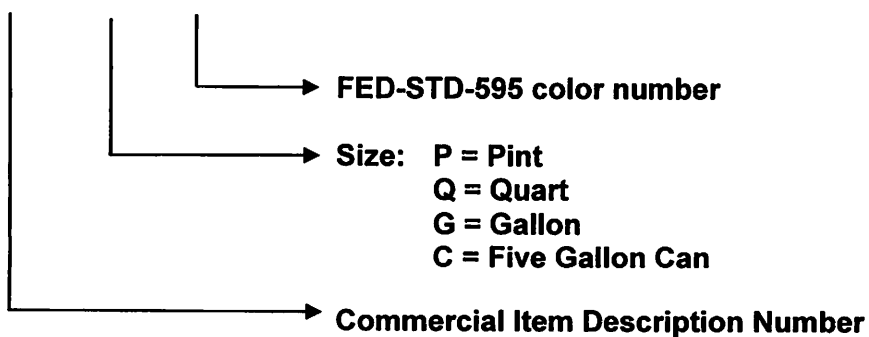 FED-STD-595 color number
Size: P = Pint
Q = Quart
G = Gallon
C = Five Gallon Can
Commercial Item Description Number